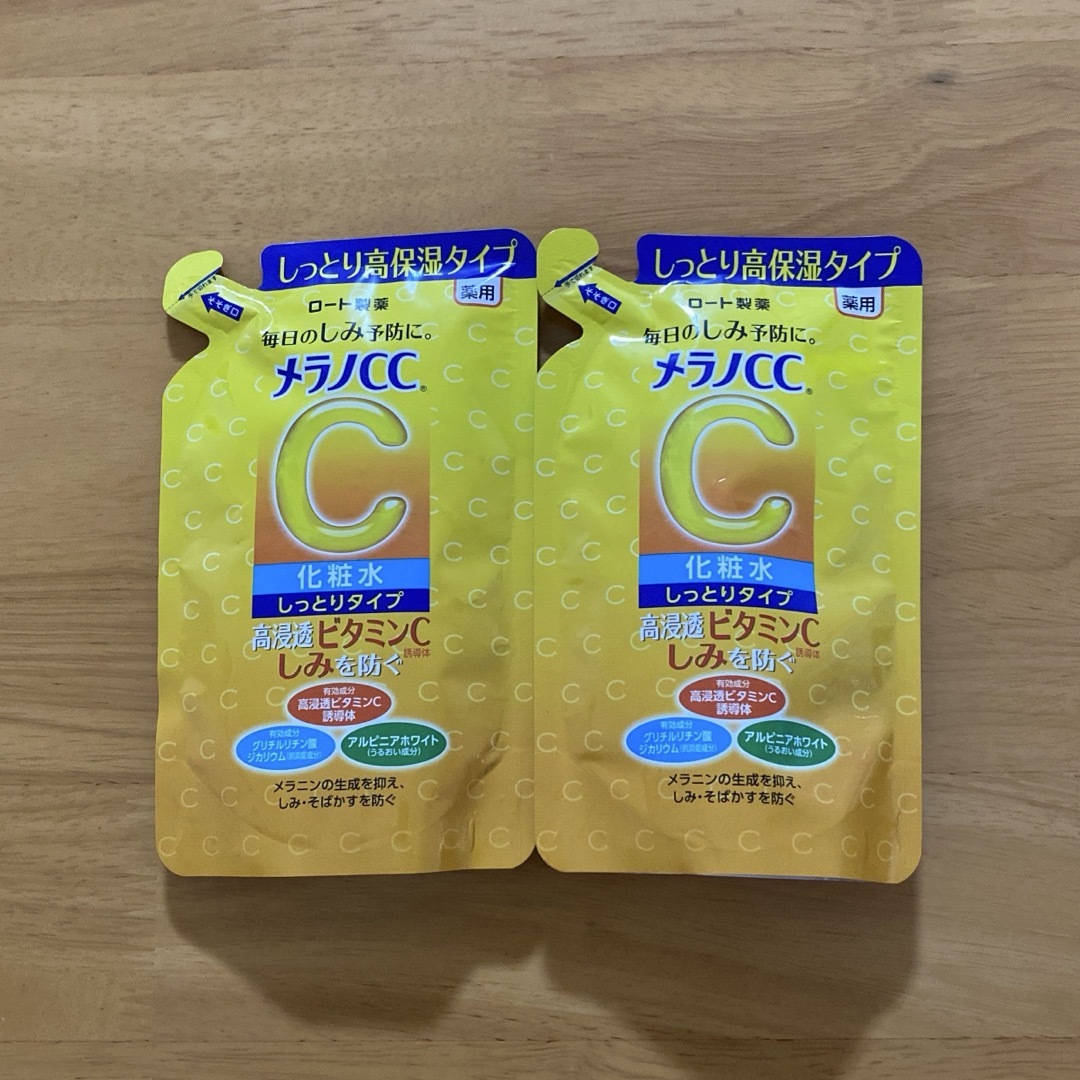 しっとり高保湿タイプ
薬用
ロート製薬
毎日のしみ予防に。
メラノCC®
C
化粧水
しっとりタイプ
高浸透ビタミンC誘導体
しみを防ぐ
有効成分
高浸透ビタミンC
誘導体
有効成分
グリチルリチン酸
ジカリウム(抗炎症成分)
アルピニアホワイト
(うるおい成分)
メラニンの生成を抑え、
しみ・そばかすを防ぐ
しっとり高保湿タイプ
薬用
ロート製薬
毎日のしみ予防に。
メラノCC®
C
化粧水
しっとりタイプ
高浸透ビタミンC誘導体
しみを防ぐ
有効成分
高浸透ビタミンC
誘導体
有効成分
グリチルリチン酸
ジカリウム(抗炎症成分)
アルピニアホワイト
(うるおい成分)
メラニンの生成を抑え、
しみ・そばかすを防ぐ